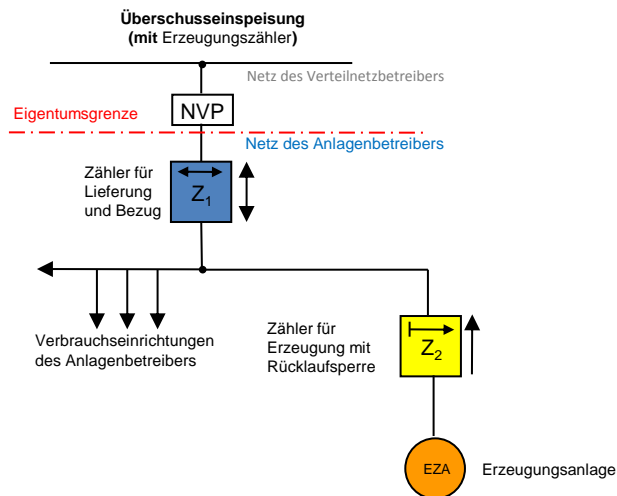 Überschusseinspeisung
(mit Erzeugungszähler)
Netz des Verteilnetzbetreibers
NVP
Eigentumsgrenze
Netz des Anlagenbetreibers
Zähler für
Lieferung
und Bezug
Z1
Verbrauchseinrichtungen
des Anlagenbetreibers
Zähler für
Erzeugung mit
Rücklaufsperre
Z2
EZA
Erzeugungsanlage